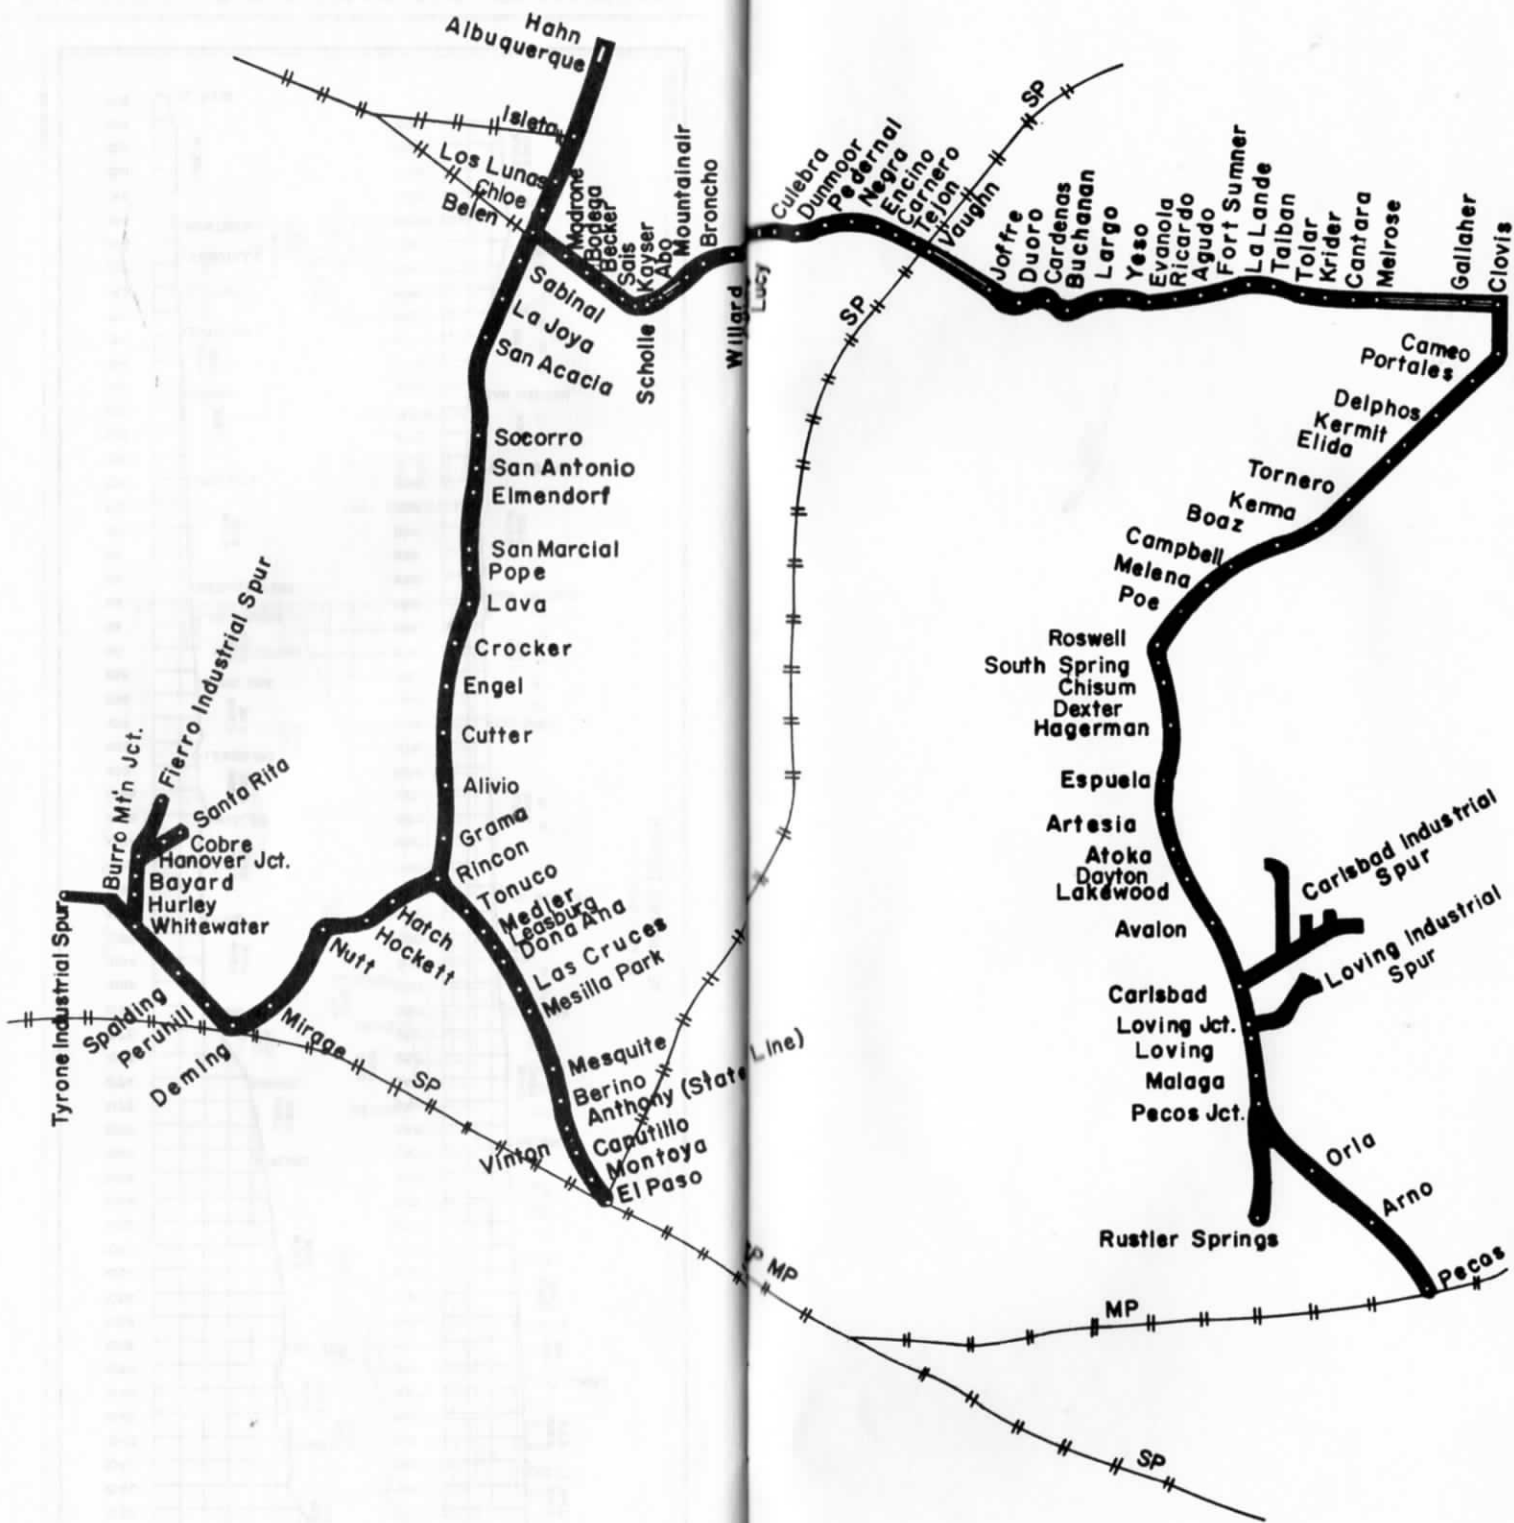 Hahn
Albuquerque
Isleta
Los Lunas
Chloe
Belen
Madrone
Bodega
Becker
Sais
Kayser
Abo
Scholle
Mountainair
Broncho
Willard
Lucy
Culebra
Dunmoor
Pedernal
Negra
Encino
Carnero
Tejon
Vaughn
SP
SP
Joffre
Duoro
Cardenas
Buchanan
Largo
Yeso
Evanola
Ricardo
Agudo
Fort Sumner
La Lande
Taiban
Tolar
Krider
Cantara
Melrose
Gallaher
Clovis
Cameo
Portales
Delphos
Kermit
Elida
Tornero
Kenna
Boaz
Campbell
Melena
Poe
Roswell
South Spring
Chisum
Dexter
Hagerman
Espuela
Artesia
Atoka
Dayton
Lakewood
Avalon
Carlsbad Industrial
Spur
Loving Industrial
Spur
Carlsbad
Loving Jct.
Loving
Malaga
Pecos Jct.
Orla
Arno
Rustler Springs
Pecos
Sabinal
La Joya
San Acacia
Socorro
San Antonio
Elmendorf
San Marcial
Pope
Lava
Crocker
Engel
Cutter
Alivio
Grama
Rincon
Tonuco
Medler
Leasburg
Dona Ana
Las Cruces
Mesilla Park
Mesquite
Berino
Anthony (State Line)
Vinton
Caputillo
Montoya
El Paso
Hatch
Hockett
Nutt
Mirage
Deming
Peruhill
Spalding
Whitewater
Hurley
Bayard
Hanover Jct.
Cobre
Santa Rita
Fierro Industrial Spur
Burro Mt'n Jct.
Tyrone Industrial Spur
SP
MP
MP
SP